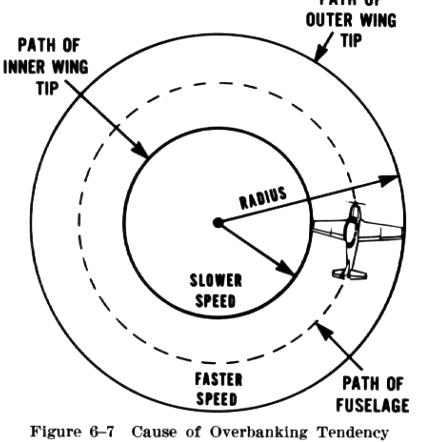 PATH OF
OUTER WING
TIP
PATH OF
INNER WING
TIP
RADIUS
SLOWER
SPEED
FASTER
SPEED
PATH OF
FUSELAGE
Figure 6–7 Cause of Overbanking Tendency